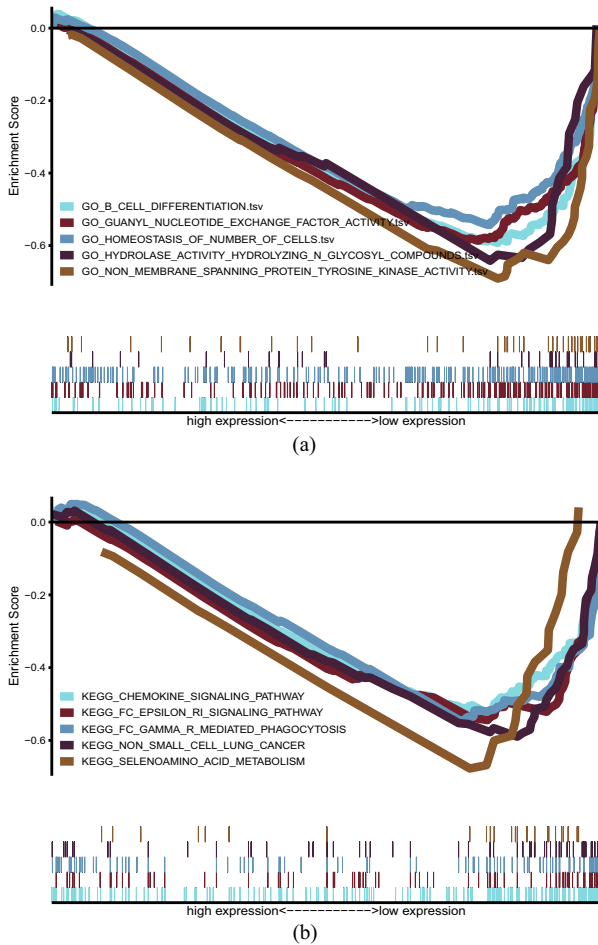 0.0
−0.2
−0.4
−0.6
Enrichment Score
GO_B_CELL_DIFFERENTIATION.tsv
GO_GUANYL_NUCLEOTIDE_EXCHANGE_FACTOR_ACTIVITY.tsv
GO_HOMEOSTASIS_OF_NUMBER_OF_CELLS.tsv
GO_HYDROLASE_ACTIVITY_HYDROLYZING_N_GLYCOSYL_COMPOUNDS.tsv
GO_NON_MEMBRANE_SPANNING_PROTEIN_TYROSINE_KINASE_ACTIVITY.tsv
high expression<------------>low expression
(a)
0.0
−0.2
−0.4
−0.6
Enrichment Score
KEGG_CHEMOKINE_SIGNALING_PATHWAY
KEGG_FC_EPSILON_RI_SIGNALING_PATHWAY
KEGG_FC_GAMMA_R_MEDIATED_PHAGOCYTOSIS
KEGG_NON_SMALL_CELL_LUNG_CANCER
KEGG_SELENOAMINO_ACID_METABOLISM
high expression<------------>low expression
(b)